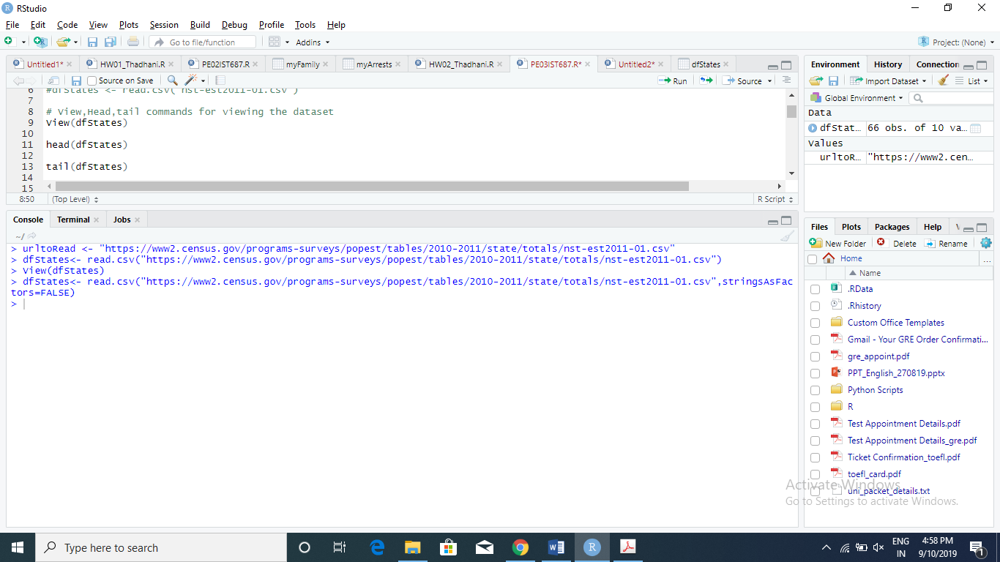 RStudio
File Edit Code View Plots Session Build Debug Profile Tools Help
Go to file/function Addins Project: (None)
Untitled1* HW01_Thadhani.R PE02IST687.R myFamily myArrests HW02_Thadhani.R PE03IST687.R* Untitled2* dfStates
Source on Save Run Source
6 #dfStates <- read.csv("nst-est2011-01.csv")
7
8 # View,Head,tail commands for viewing the dataset
9 View(dfStates)
10
11 head(dfStates)
12
13 tail(dfStates)
14
15
8:50 (Top Level) R Script
Console Terminal Jobs
~/
> urltoRead <- "https://www2.census.gov/programs-surveys/popest/tables/2010-2011/state/totals/nst-est2011-01.csv"
> dfStates<- read.csv("https://www2.census.gov/programs-surveys/popest/tables/2010-2011/state/totals/nst-est2011-01.csv")
> View(dfStates)
> dfStates<- read.csv("https://www2.census.gov/programs-surveys/popest/tables/2010-2011/state/totals/nst-est2011-01.csv",stringsAsFac
tors=FALSE)
>
Environment History Connection
Import Dataset List
Global Environment
Data
dfStat… 66 obs. of 10 va…
Values
urltoR… "https://www2.cen…
Files Plots Packages Help
New Folder Delete Rename
Home ...
Name
.RData
.Rhistory
Custom Office Templates
Gmail - Your GRE Order Confirmati...
gre_appoint.pdf
PPT_English_270819.pptx
Python Scripts
R
Test Appointment Details.pdf
Test Appointment Details_gre.pdf
Ticket Confirmation_toefl.pdf
toefl_card.pdf
uni_packet_details.txt
Activate Windows
Go to Settings to activate Windows.
Type here to search
ENG
IN
4:58 PM
9/10/2019
1